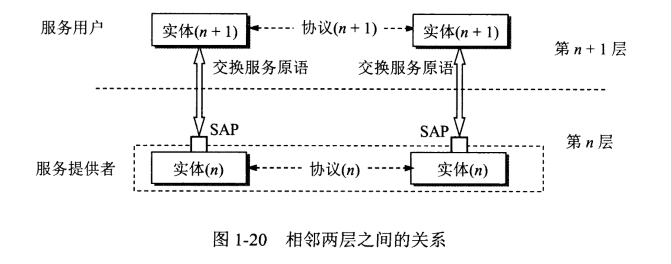 服务用户 实体(n + 1) 协议(n + 1) 实体(n + 1)
第 n + 1 层
交换服务原语 交换服务原语
SAP SAP
第 n 层
服务提供者 实体(n) 协议(n) 实体(n)
图 1-20 相邻两层之间的关系